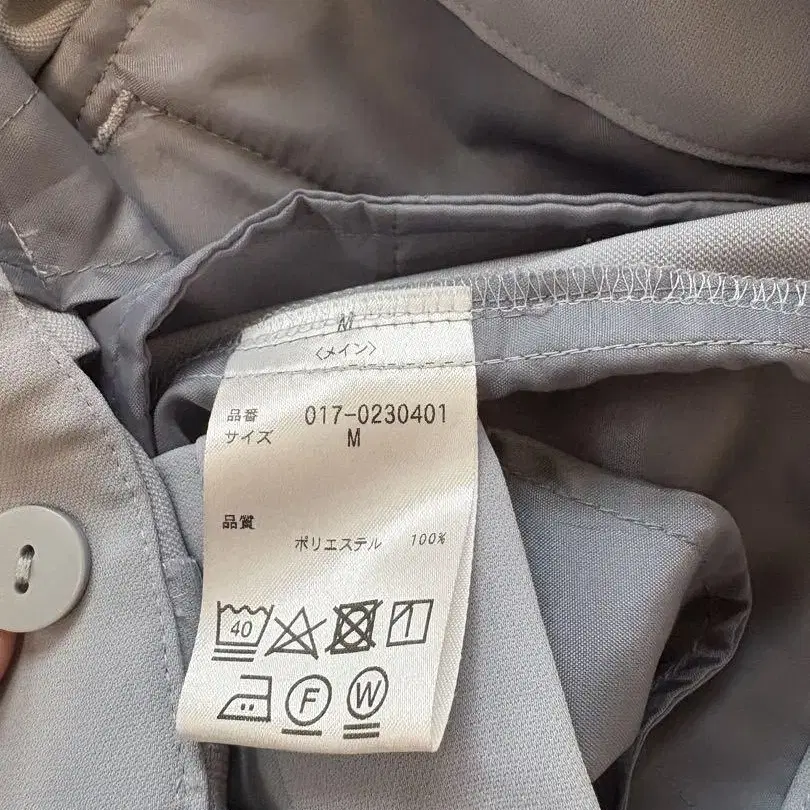 M
〈メイン〉
品番 017-0230401
サイズ M
品質
ポリエステル 100%
40
F W